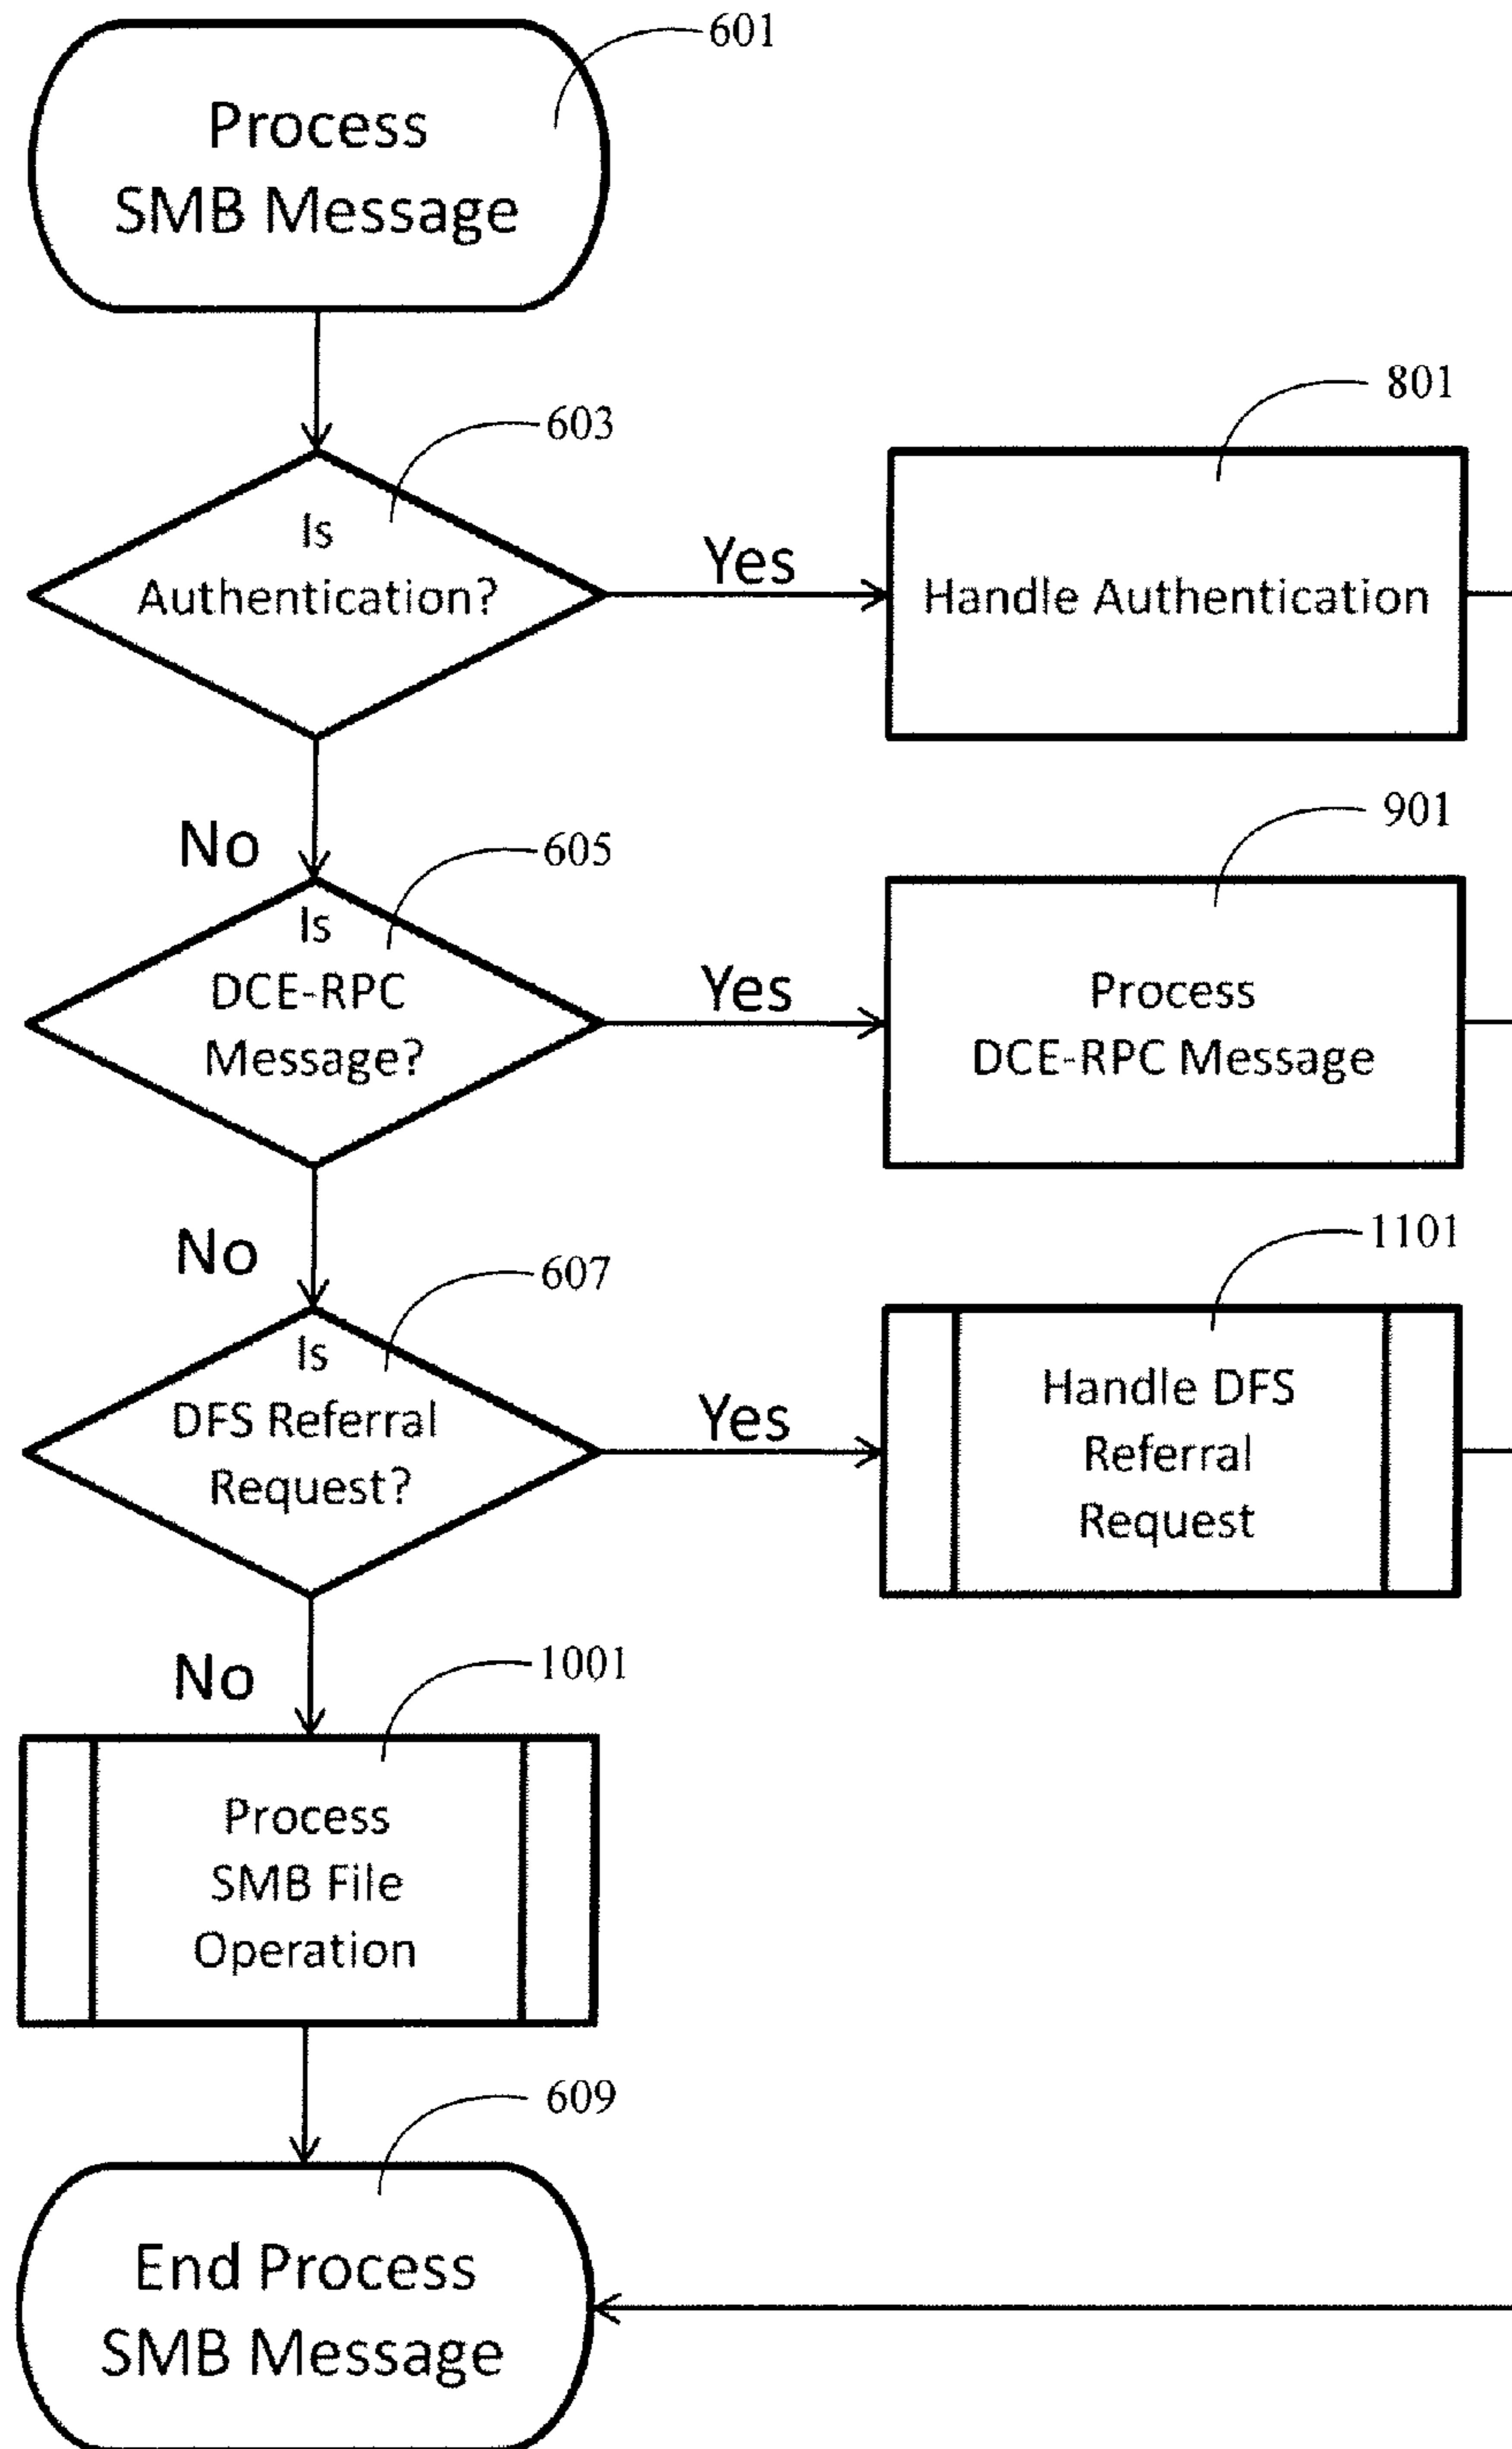 601
Process
SMB Message
603
801
Is
Authentication?
Yes
Handle Authentication
No
605
901
Is
DCE-RPC
Message?
Yes
Process
DCE-RPC Message
No
607
1101
Is
DFS Referral
Request?
Yes
Handle DFS
Referral
Request
No
1001
Process
SMB File
Operation
609
End Process
SMB Message